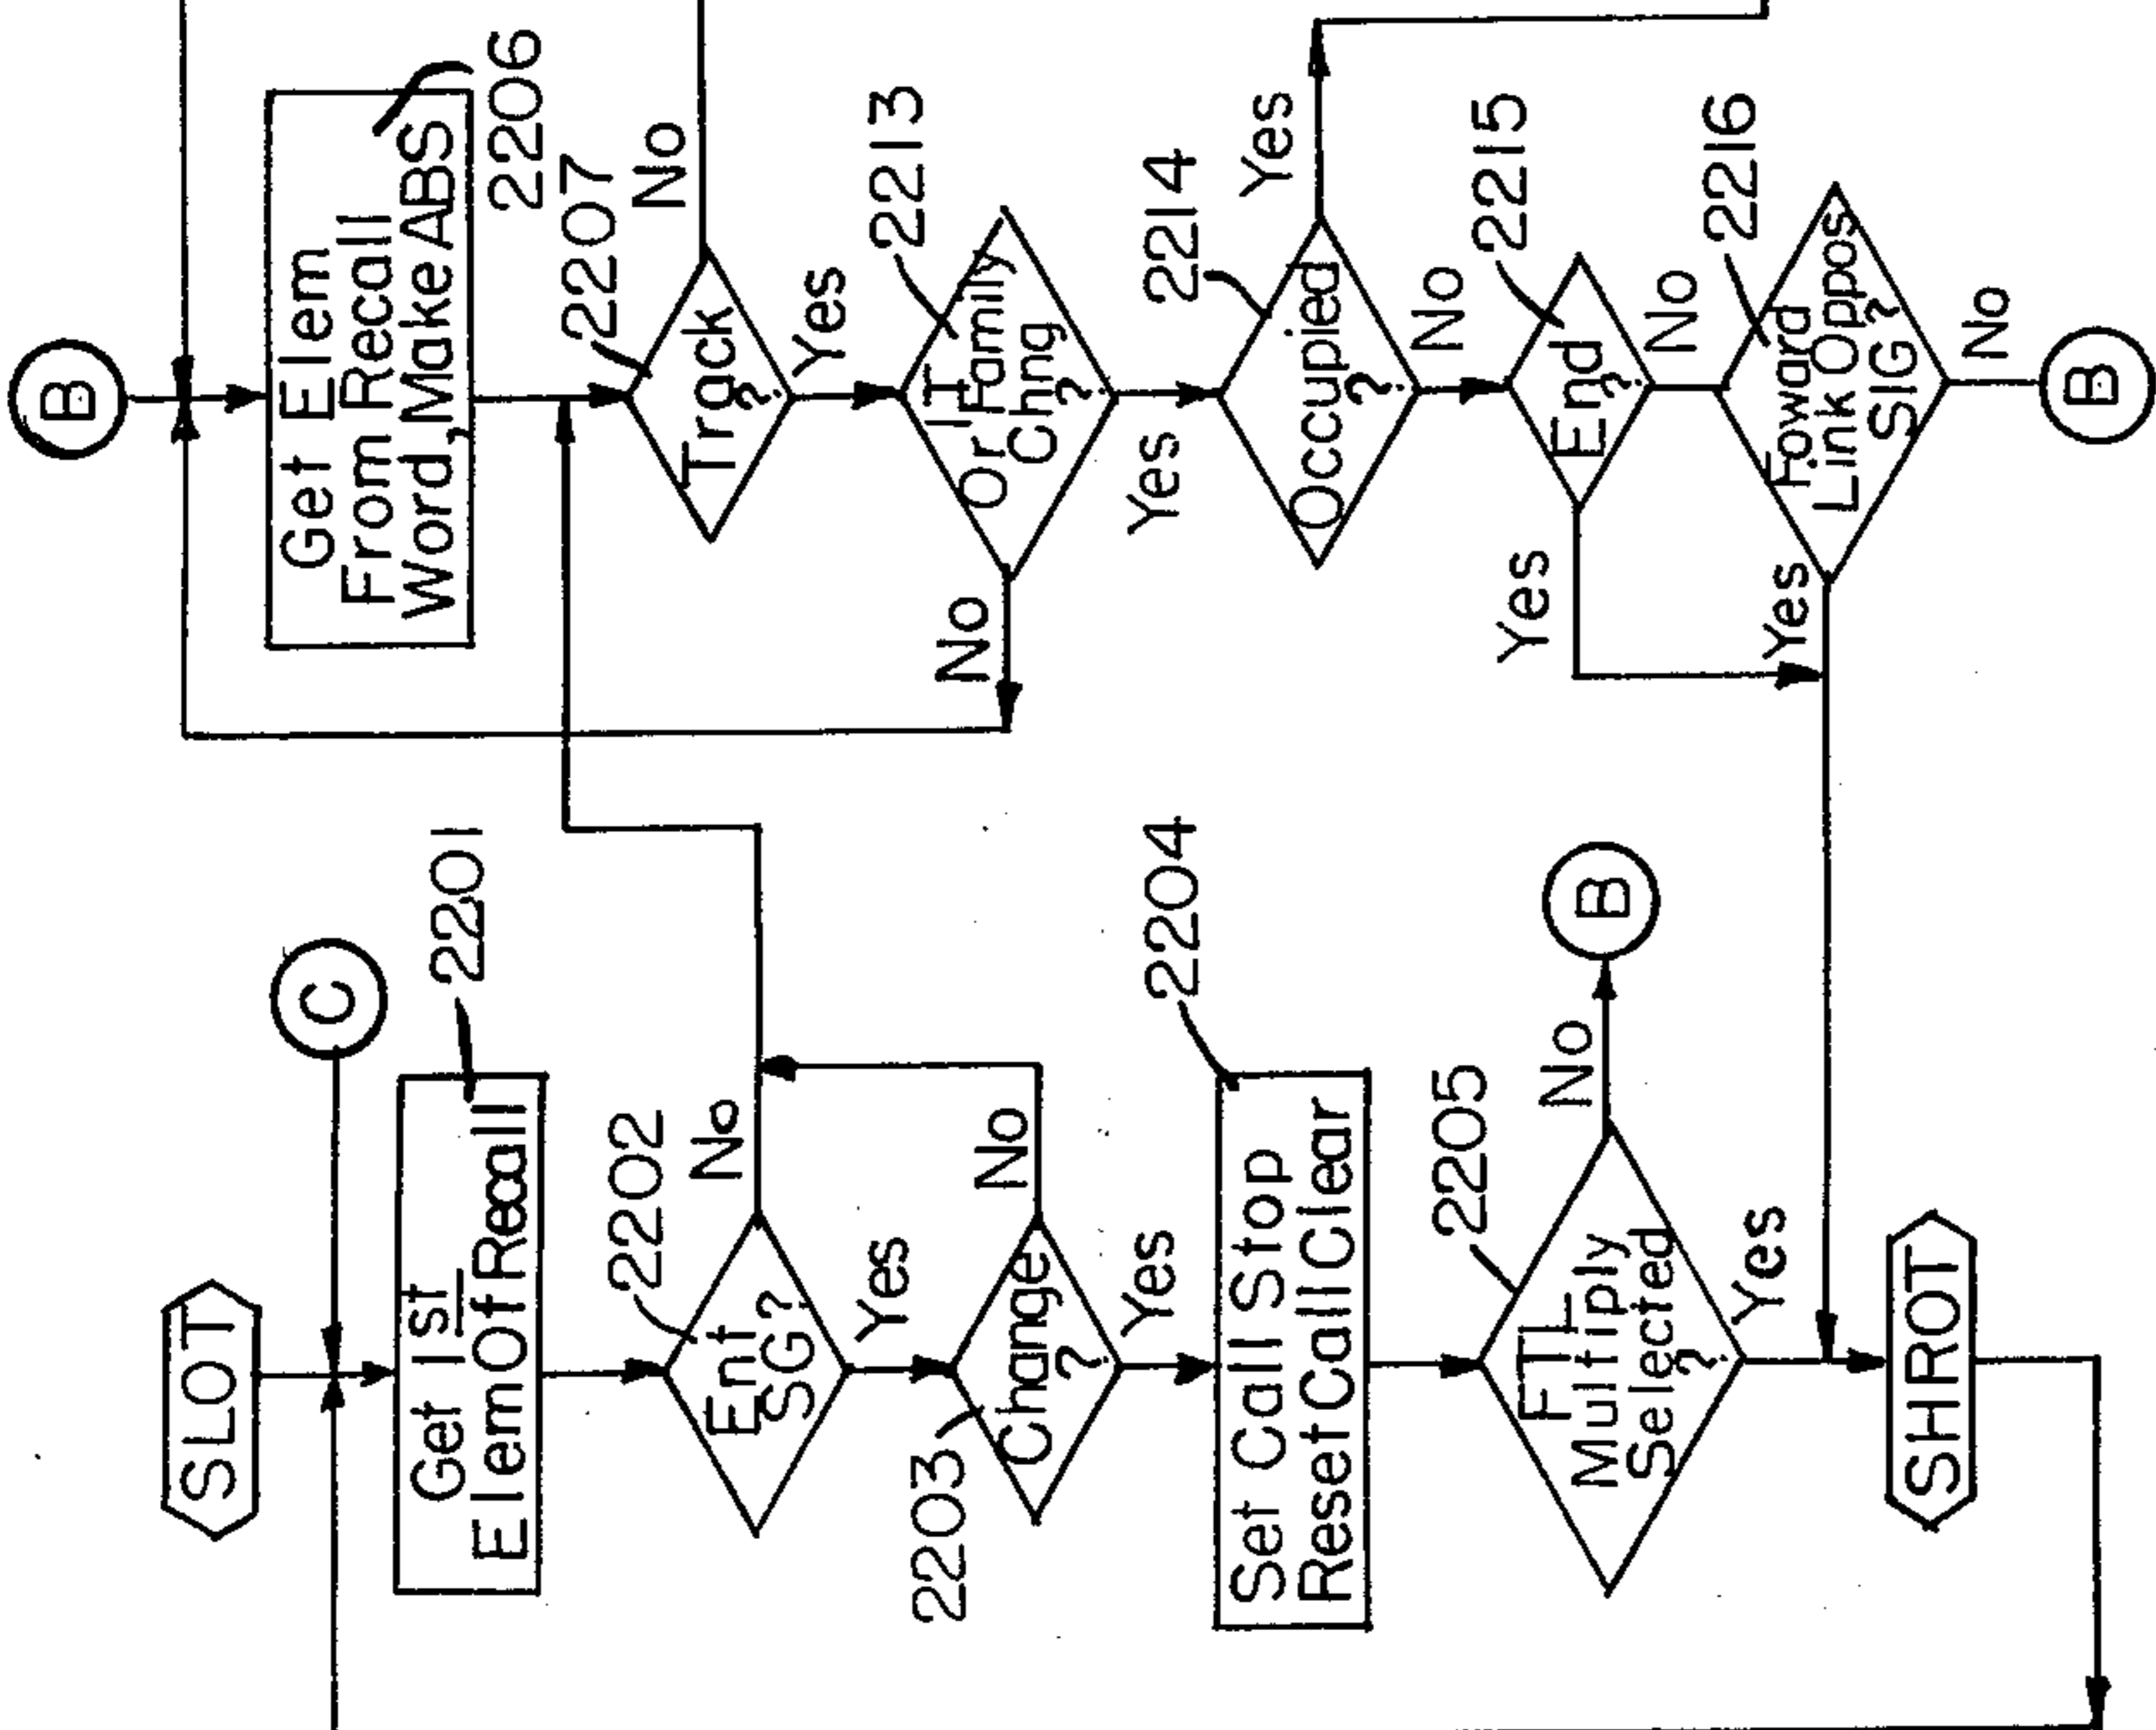 SLOT
C
Get 1st
Elem Of Recall
2201
Ent
SG?
2202
No
Yes
Change
?
2203
No
Yes
Set Call Stop
Reset Call Clear
2204
FTL
Multiply
Selected
?
2205
No
B
Yes
SHROT
B
Get Elem
From Recall
Word, Make ABS
2206
Track
?
2207
No
Yes
IT
Or Family
Chng
?
2213
No
Yes
Occupied
?
2214
Yes
No
End
?
2215
Yes
No
Foward
Link Oppos
SIG?
2216
Yes
No
B